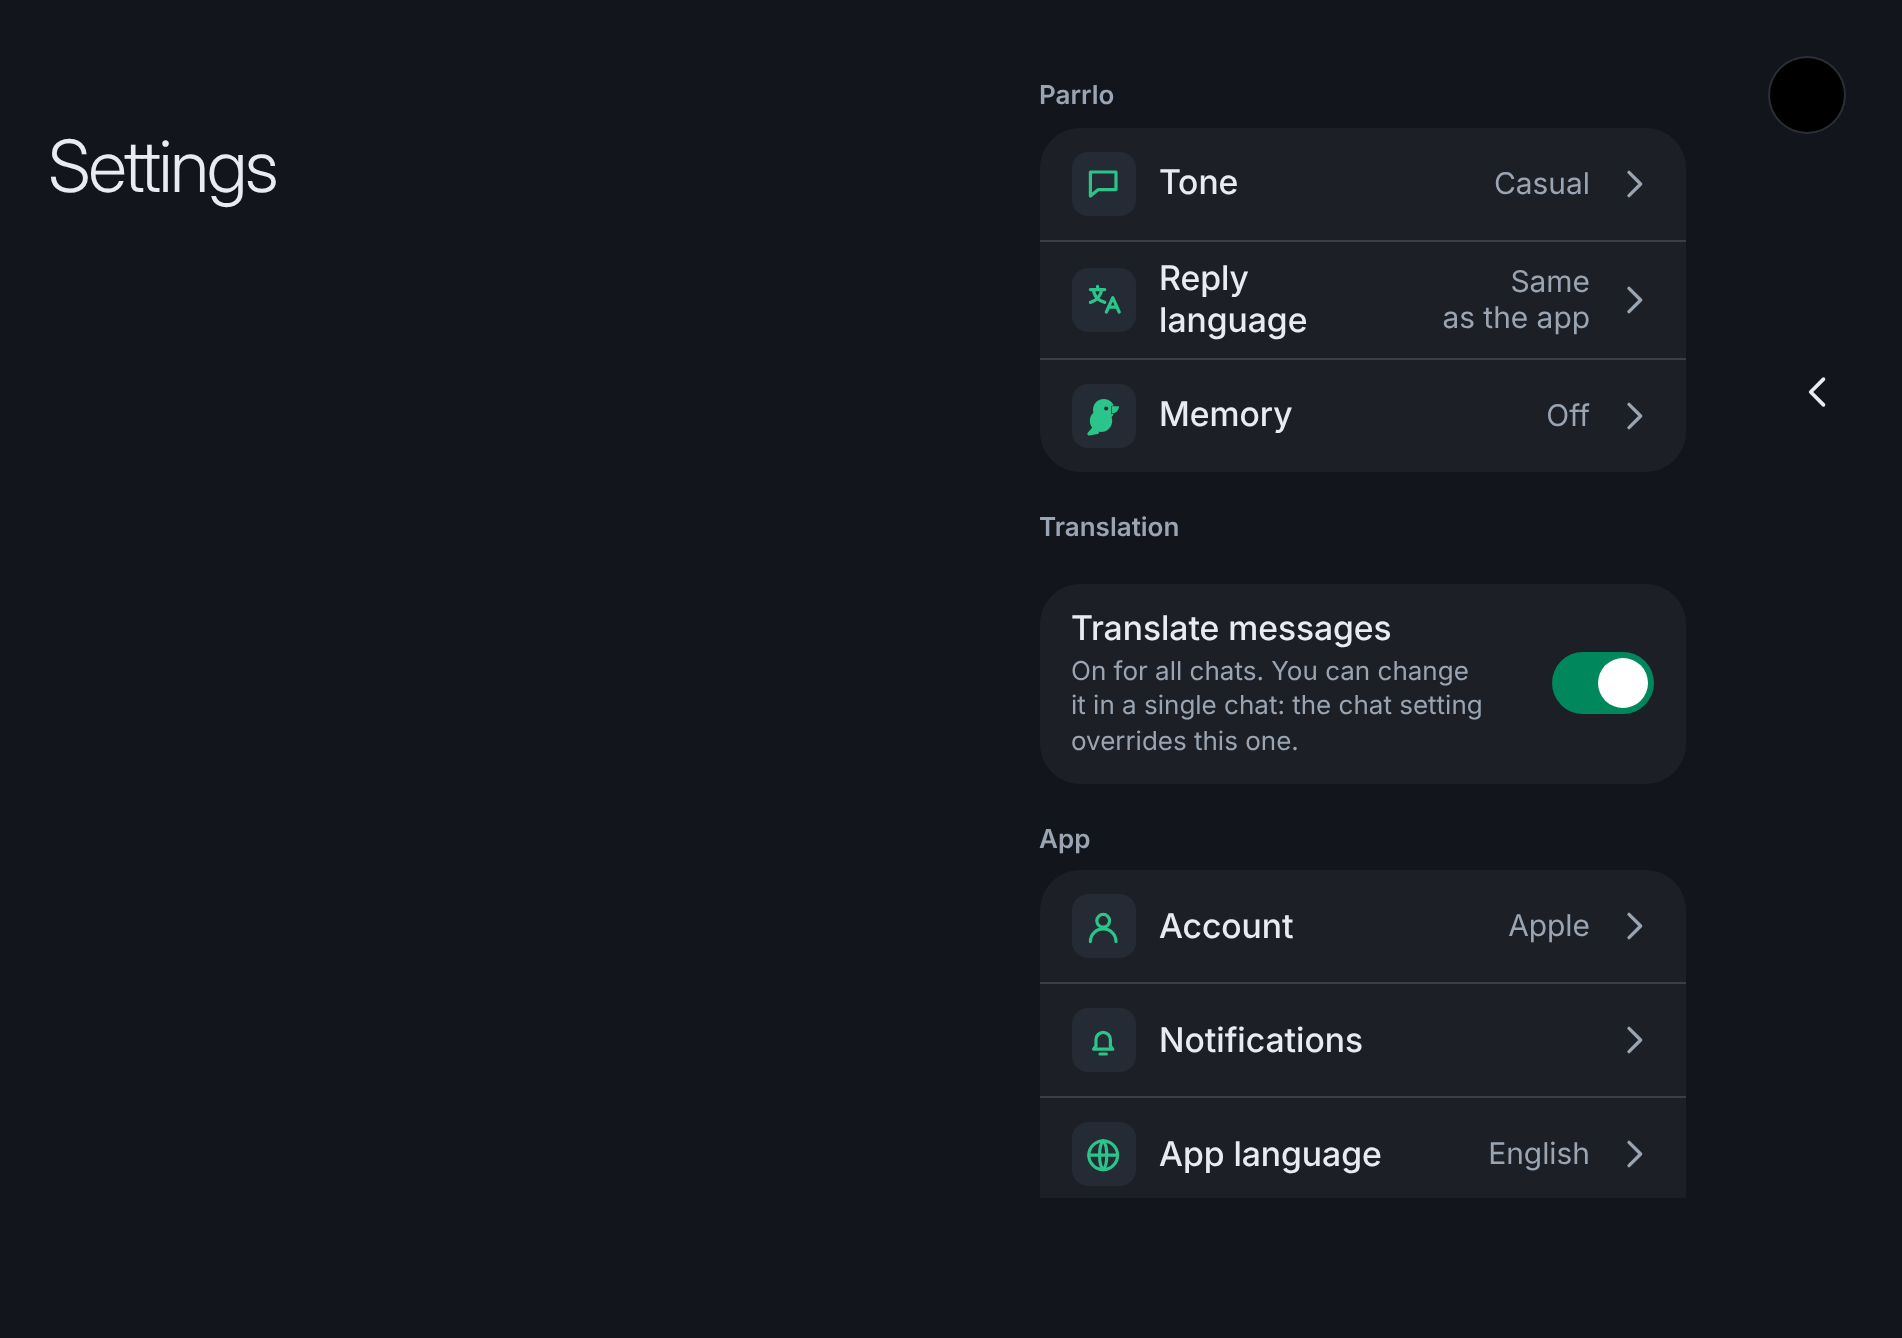 Settings
Parrlo
Tone
Casual
Reply
language
Same
as the app
Memory
Off
Translation
Translate messages
On for all chats. You can change
it in a single chat: the chat setting
overrides this one.
App
Account
Apple
Notifications
App language
English